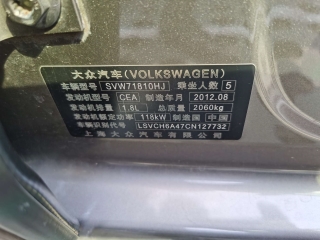 大众汽车(VOLKSWAGEN)
车辆型号 SVW71810HJ 乘坐人数 5
发动机型号 CEA 制造年月 2012.08
发动机排量 1.8L 总质量 2060kg
发动机额定功率 118kW 制造国 中国
车辆识别代号 LSVCH6A47CN127732
上海大众汽车有限公司